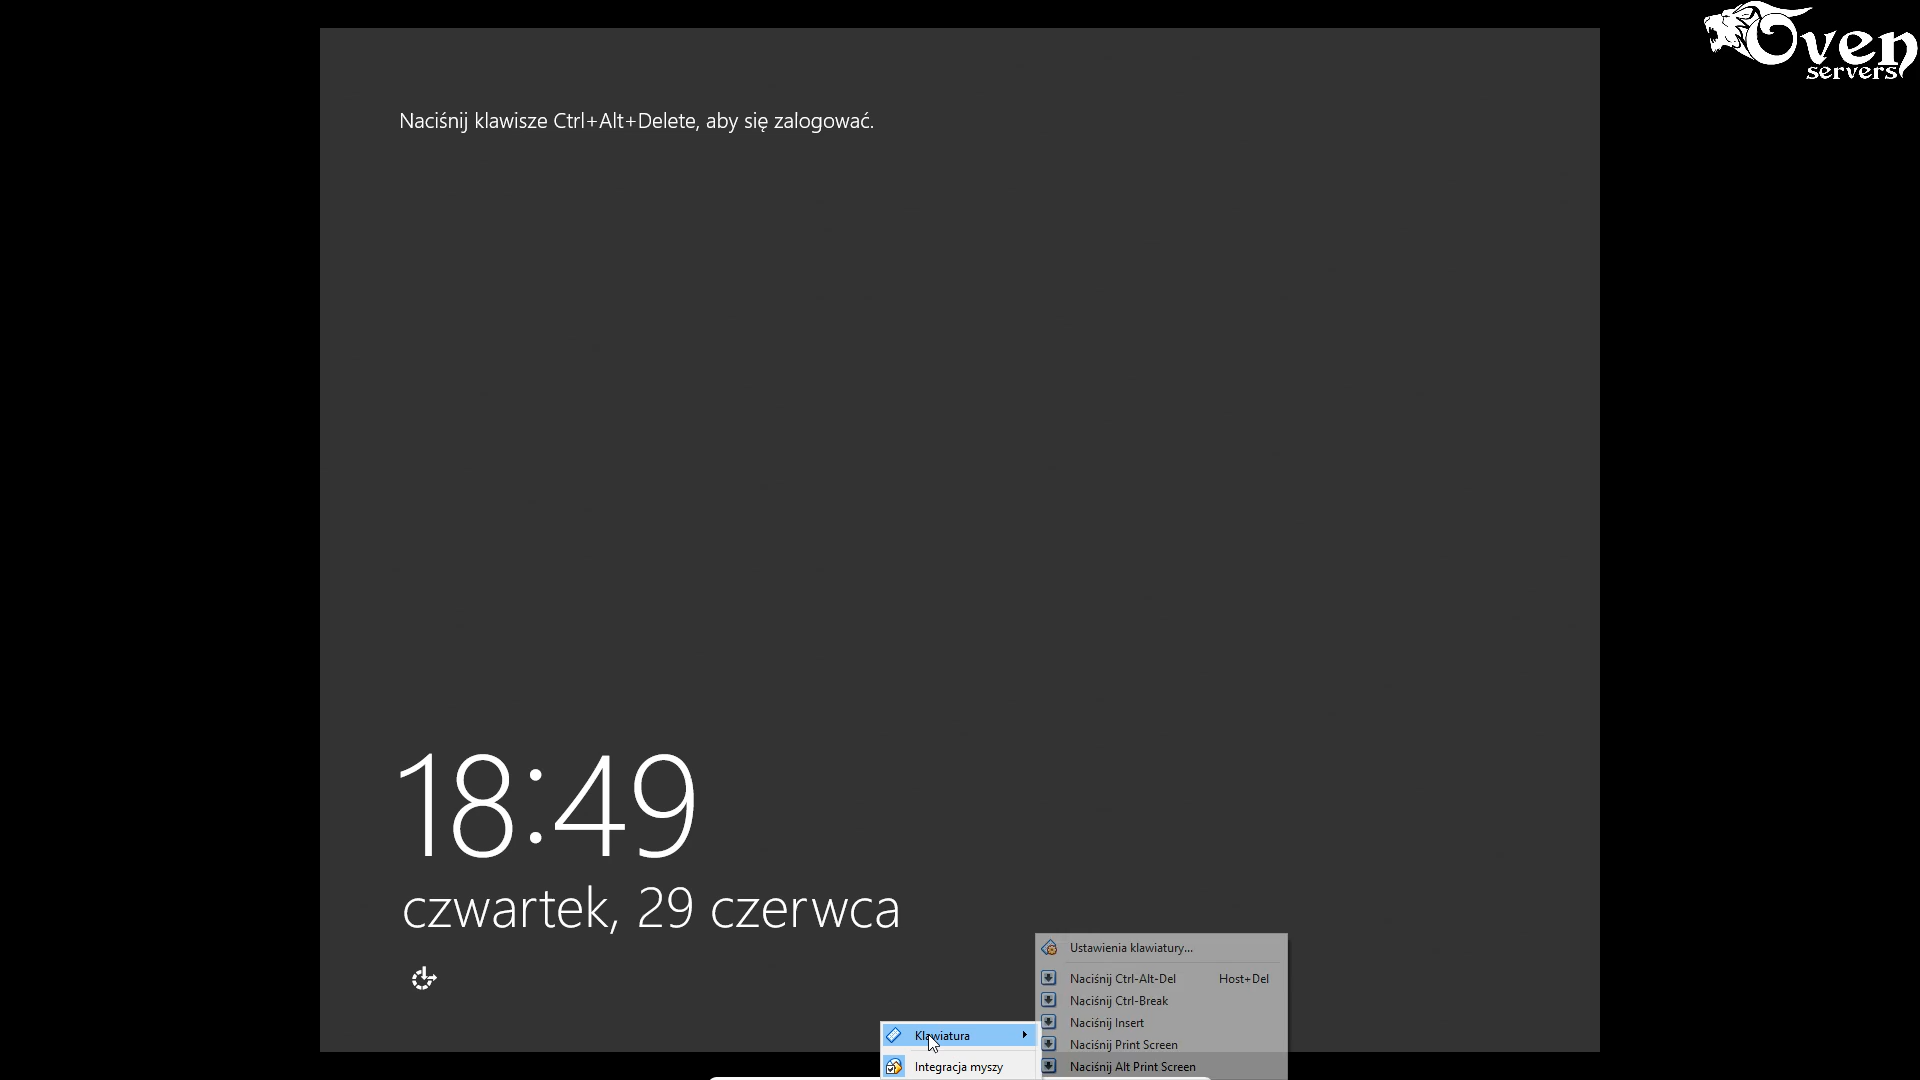 Oven
servers
Naciśnij klawisze Ctrl+Alt+Delete, aby się zalogować.
18:49
czwartek, 29 czerwca
Ustawienia klawiatury...
Naciśnij Ctrl-Alt-Del Host+Del
Naciśnij Ctrl-Break
Naciśnij Insert
Naciśnij Print Screen
Naciśnij Alt Print Screen
Klawiatura
Integracja myszy